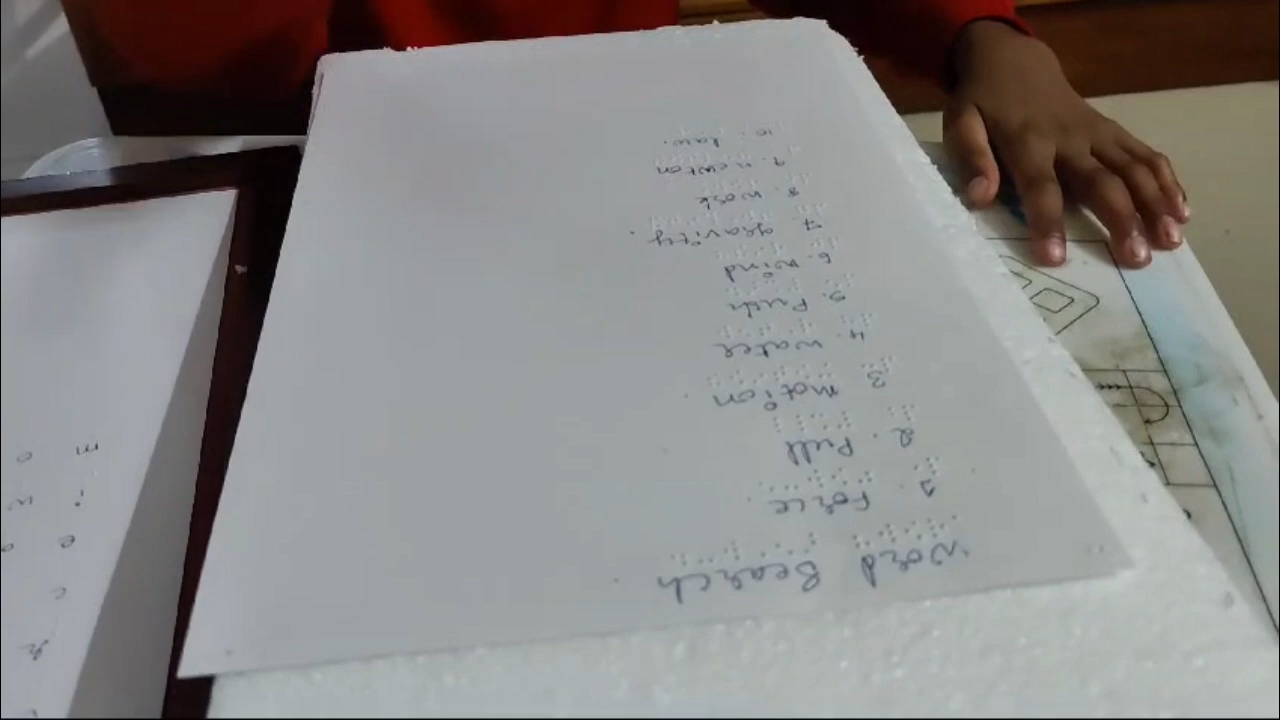 Word Search
1. Force
2. Pull
3 Motion
4. water
5. Push
6. wind
7 gravity.
8. work
9. newton
10. law.
m o
i w
e a
c
r